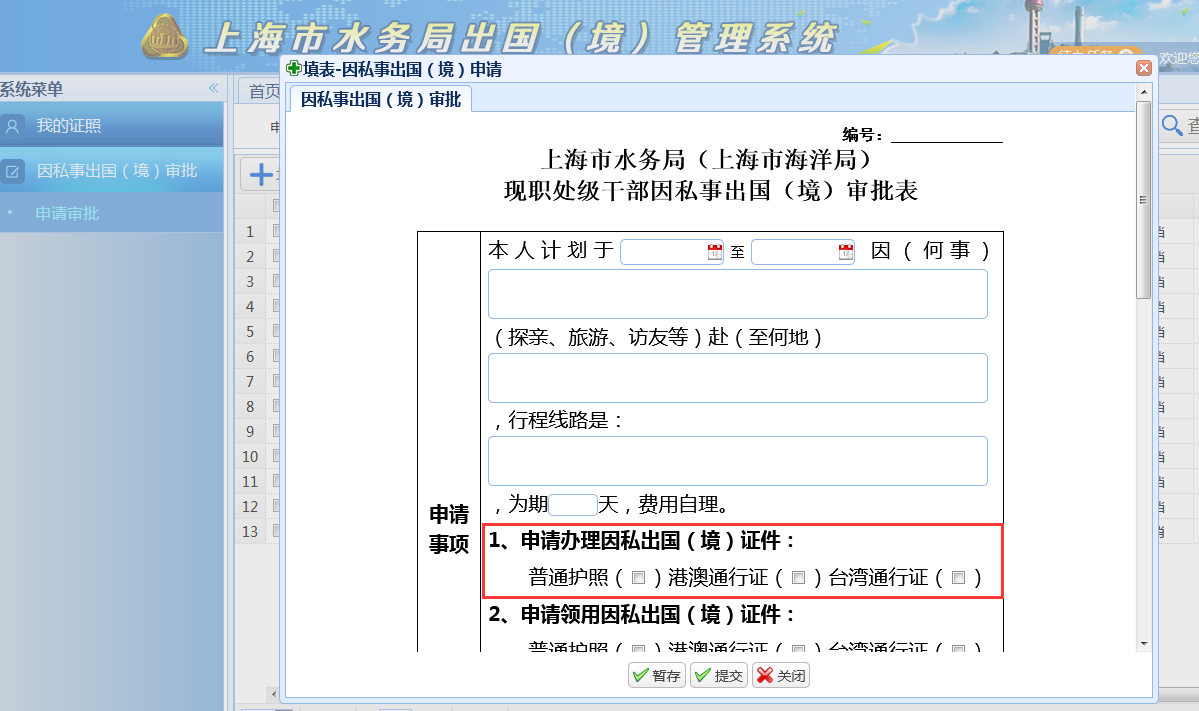 上海市水务局出国（境）管理系统
欢迎您
系统菜单
«
我的证照
因私事出国（境）审批
申请审批
首页
填表-因私事出国（境）申请
因私事出国（境）审批
编号：
上海市水务局（上海市海洋局）
现职处级干部因私事出国（境）审批表
本人计划于 至 因（何事）
（探亲、旅游、访友等）赴（至何地）
，行程线路是：
，为期 天，费用自理。
申请
事项
1、申请办理因私出国（境）证件：
普通护照（ ）港澳通行证（ ）台湾通行证（ ）
2、申请领用因私出国（境）证件：
普通护照（ ）港澳通行证（ ）台湾通行证（ ）
暂存 提交 关闭
1
2
3
4
5
6
7
8
9
10
11
12
13